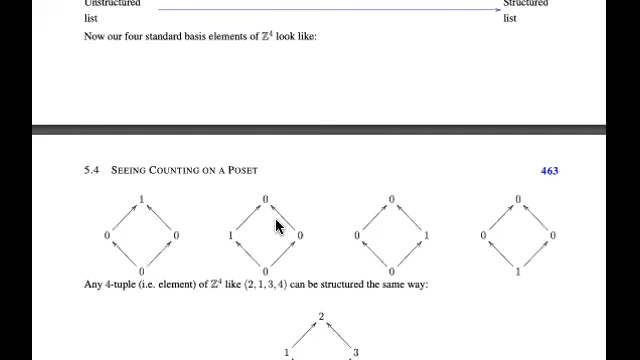 Unstructured Structured
list list
Now our four standard basis elements of ℤ⁴ look like:
5.4 SEEING COUNTING ON A POSET 463
1 0 0 0
0 0 1 0 0 1 0 0
0 0 0 1
Any 4-tuple (i.e. element) of ℤ⁴ like (2, 1, 3, 4) can be structured the same way:
2
1 3